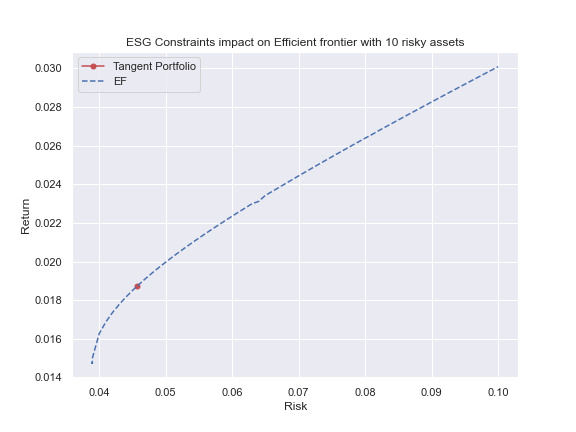 ESG Constraints impact on Efficient frontier with 10 risky assets
Tangent Portfolio
EF
0.030
0.028
0.026
0.024
0.022
0.020
0.018
0.016
0.014
Return
0.04 0.05 0.06 0.07 0.08 0.09 0.10
Risk